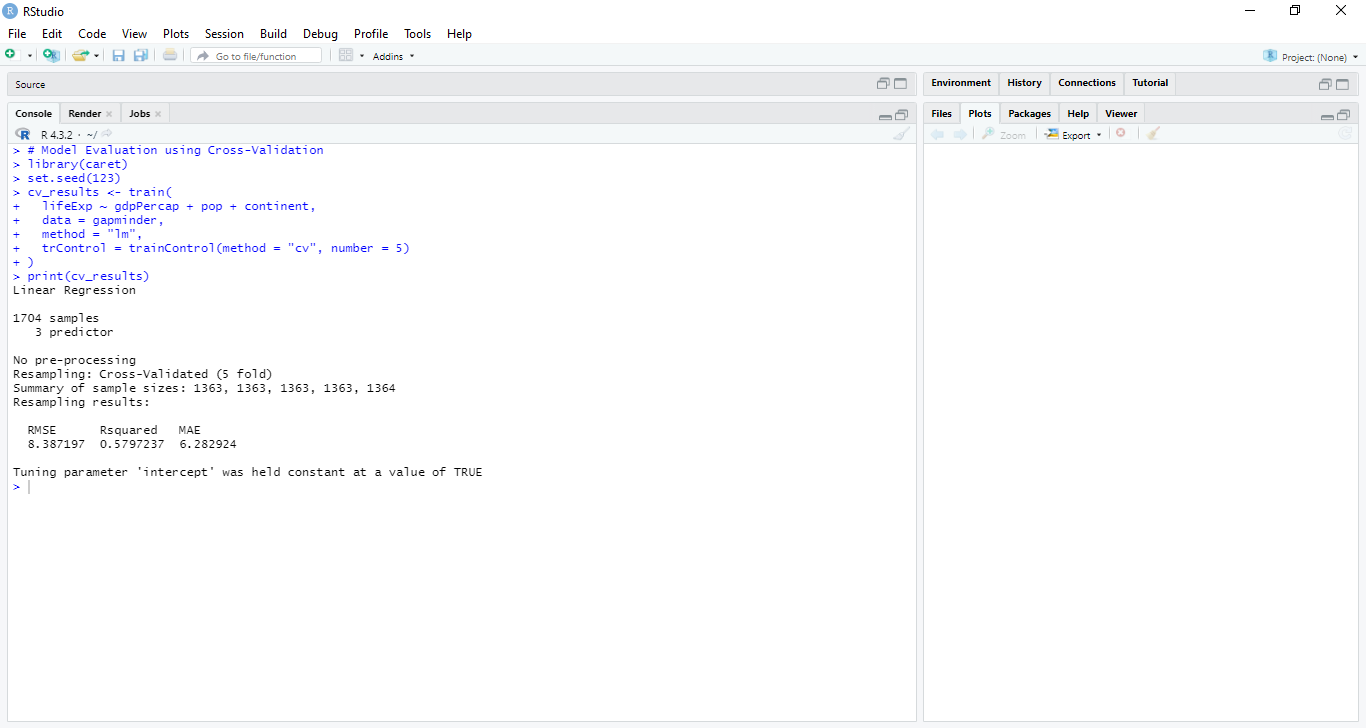 RStudio
File Edit Code View Plots Session Build Debug Profile Tools Help
Go to file/function Addins Project: (None)
Source
Console Render Jobs
R 4.3.2 · ~/
> # Model Evaluation using Cross-Validation
> library(caret)
> set.seed(123)
> cv_results <- train(
+   lifeExp ~ gdpPercap + pop + continent,
+   data = gapminder,
+   method = "lm",
+   trControl = trainControl(method = "cv", number = 5)
+ )
> print(cv_results)
Linear Regression
1704 samples
3 predictor
No pre-processing
Resampling: Cross-Validated (5 fold)
Summary of sample sizes: 1363, 1363, 1363, 1363, 1364
Resampling results:
RMSE Rsquared MAE
8.387197 0.5797237 6.282924
Tuning parameter 'intercept' was held constant at a value of TRUE
>
Environment History Connections Tutorial
Files Plots Packages Help Viewer
Zoom Export